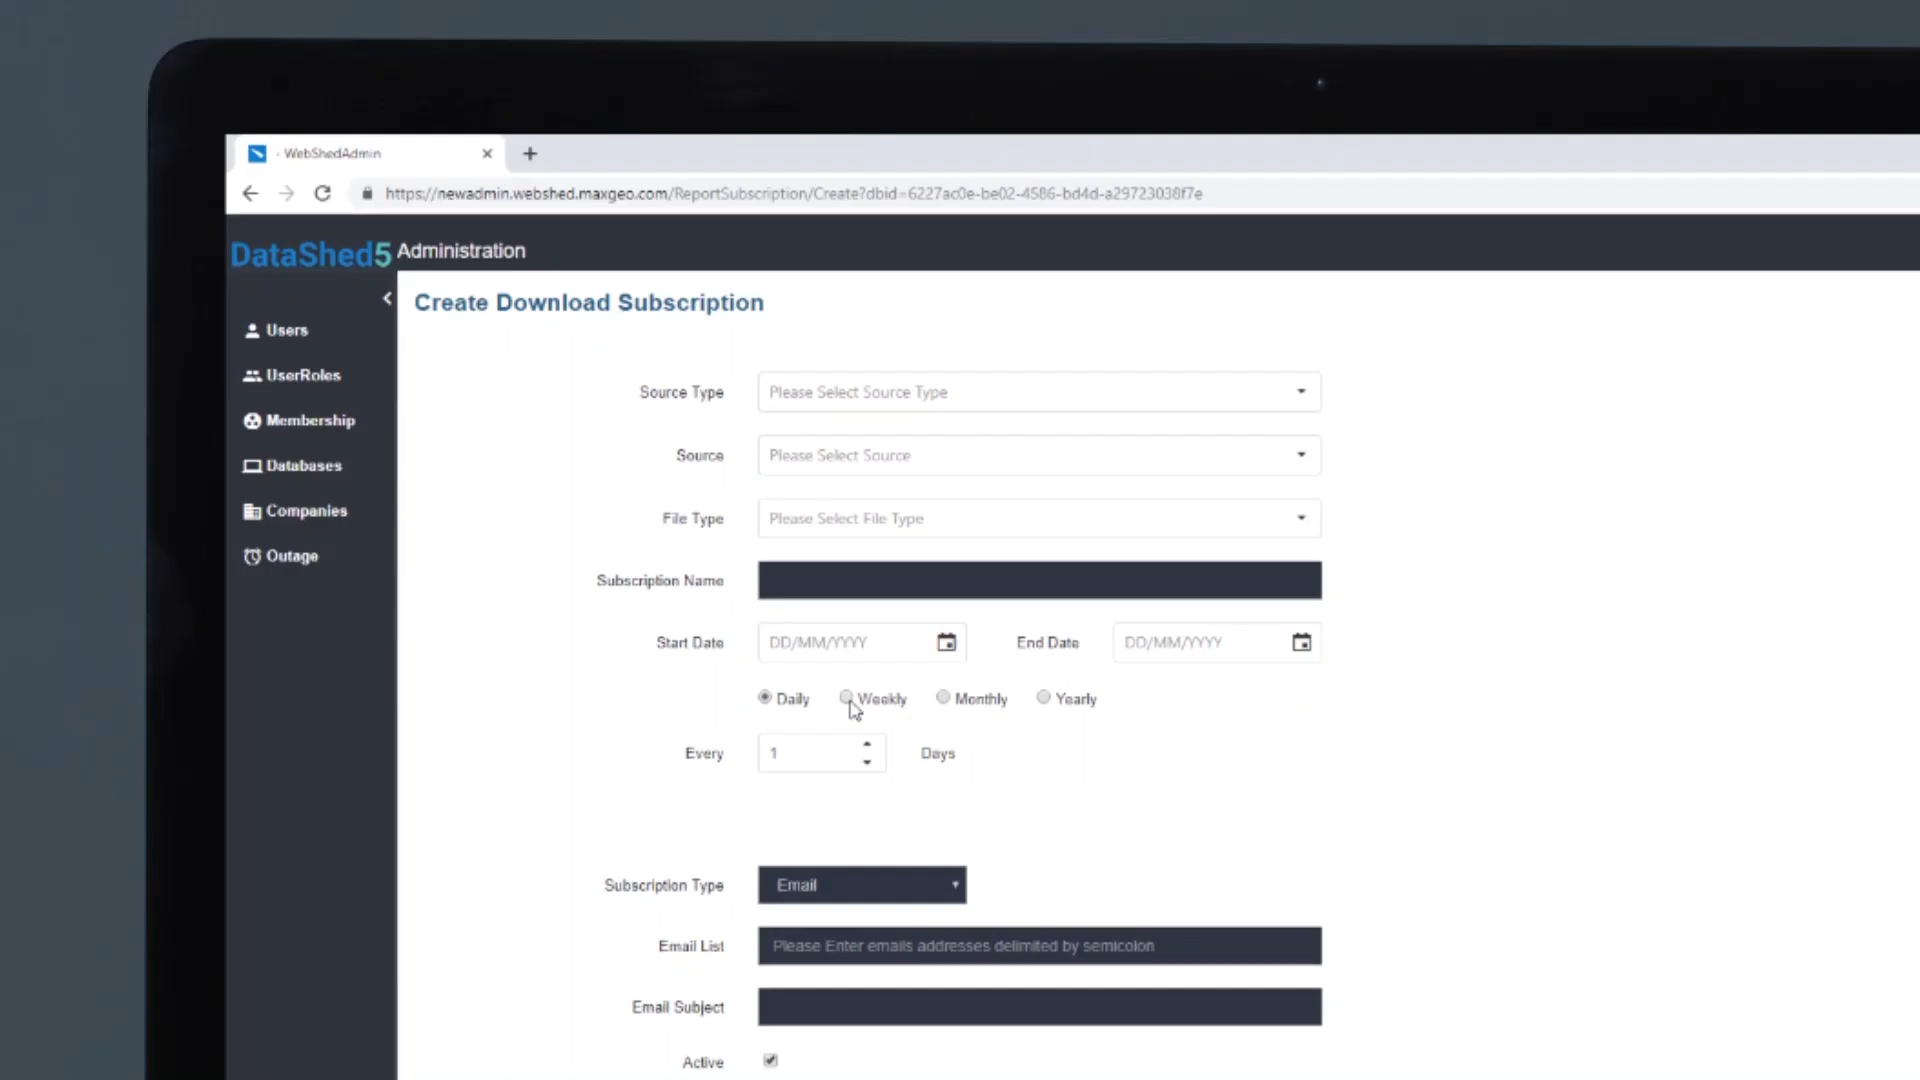 - WebShedAdmin
https://newadmin.webshed.maxgeo.com/ReportSubscription/Create?dbid=6227ac0e-be02-4586-bd4d-a29723038f7e
DataShed5 Administration
Create Download Subscription
Users
UserRoles
Membership
Databases
Companies
Outage
Source Type Please Select Source Type
Source Please Select Source
File Type Please Select File Type
Subscription Name
Start Date DD/MM/YYYY End Date DD/MM/YYYY
Daily Weekly Monthly Yearly
Every 1 Days
Subscription Type Email
Email List Please Enter emails addresses delimited by semicolon
Email Subject
Active